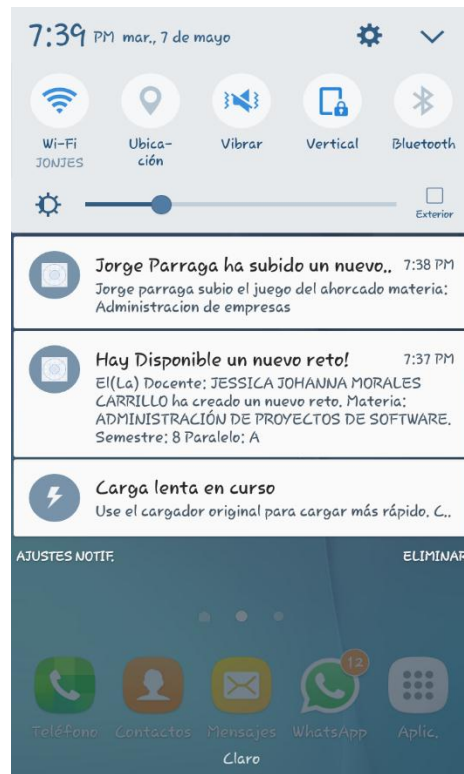 7:39 PM mar., 7 de mayo
Wi-Fi
JONJES
Ubica-
ción
Vibrar
Vertical
Bluetooth
Exterior
Jorge Parraga ha subido un nuevo.. 7:38 PM
Jorge parraga subio el juego del ahorcado materia:
Administracion de empresas
Hay Disponible un nuevo reto! 7:37 PM
El(La) Docente: JESSICA JOHANNA MORALES
CARRILLO ha creado un nuevo reto. Mate-
ria:
ADMINISTRACIÓN DE PROYECTOS DE SOFTWARE.
Semestre: 8 Paralelo: A
Carga lenta en curso
Use el cargador original para cargar más rápido. C..
AJUSTES NOTIF. ELIMINAR
12
Teléfono Contactos Mensajes WhatsApp Aplic.
Claro